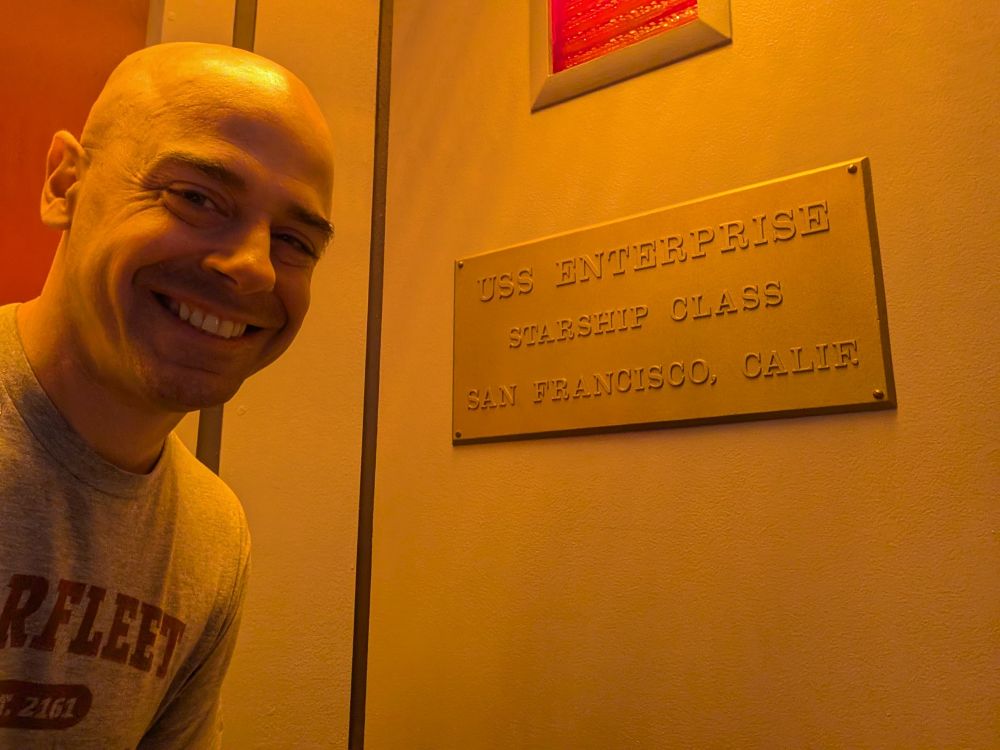 USS ENTERPRISE
STARSHIP CLASS
SAN FRANCISCO, CALIF.
RFLEET
2161